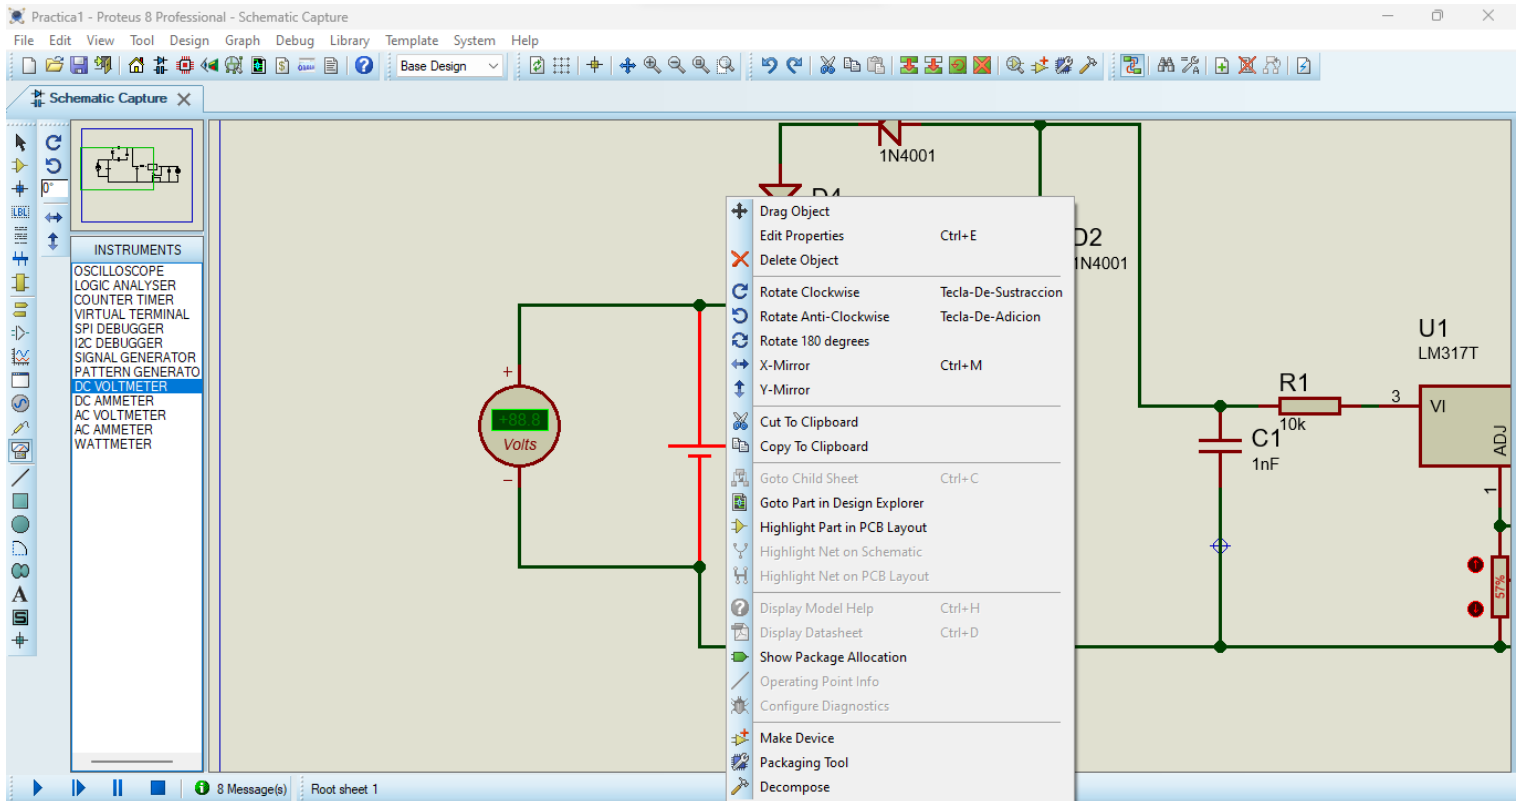 Practica1 - Proteus 8 Professional - Schematic Capture
File Edit View Tool Design Graph Debug Library Template System Help
Base Design
Schematic Capture
0°
LBL
A
S
INSTRUMENTS
OSCILLOSCOPE
LOGIC ANALYSER
COUNTER TIMER
VIRTUAL TERMINAL
SPI DEBUGGER
I2C DEBUGGER
SIGNAL GENERATOR
PATTERN GENERATO
DC VOLTMETER
DC AMMETER
AC VOLTMETER
AC AMMETER
WATTMETER
1N4001
D4
D2
1N4001
+
+88.8
Volts
−
Drag Object
Edit Properties Ctrl+E
Delete Object
Rotate Clockwise Tecla-De-Sustraccion
Rotate Anti-Clockwise Tecla-De-Adicion
Rotate 180 degrees
X-Mirror Ctrl+M
Y-Mirror
Cut To Clipboard
Copy To Clipboard
Goto Child Sheet Ctrl+C
Goto Part in Design Explorer
Highlight Part in PCB Layout
Highlight Net on Schematic
Highlight Net on PCB Layout
Display Model Help Ctrl+H
Display Datasheet Ctrl+D
Show Package Allocation
Operating Point Info
Configure Diagnostics
Make Device
Packaging Tool
Decompose
U1
LM317T
R1
10k
3
VI
ADJ
1
C1
1nF
57%
8 Message(s)
Root sheet 1